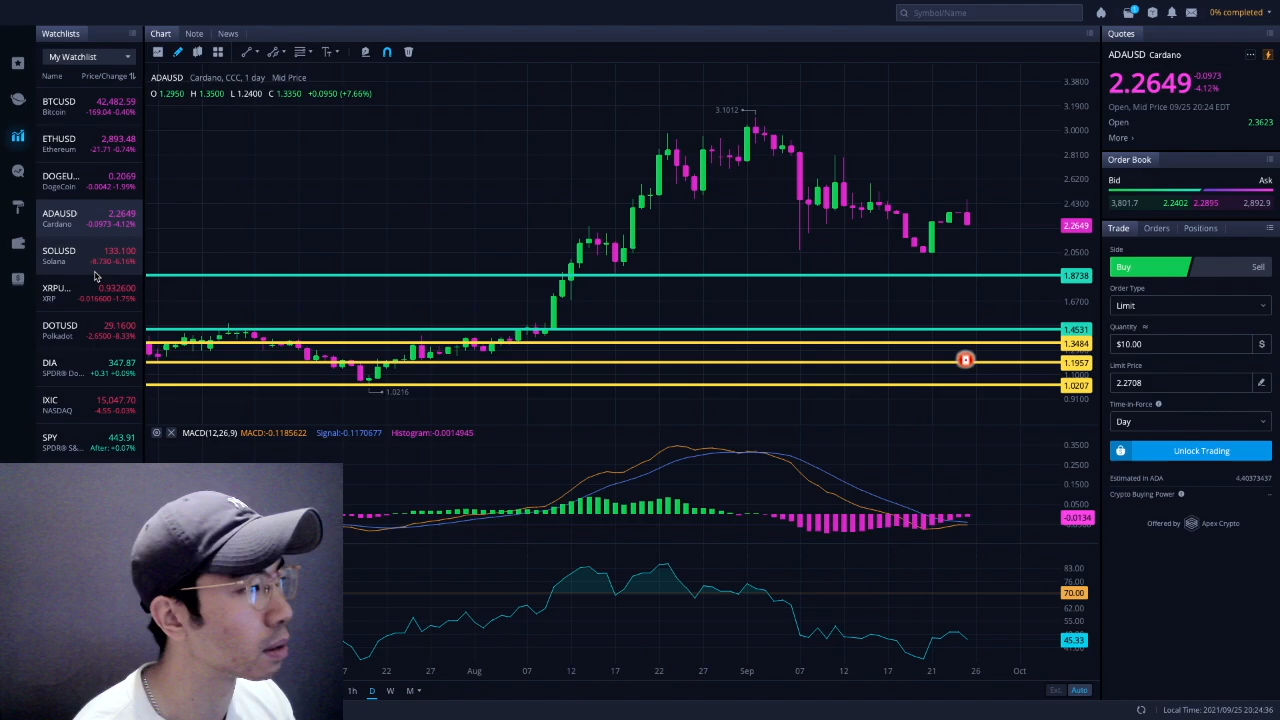 Symbol/Name
1
0% completed
Watchlists
My Watchlist
Name Price/Change
BTCUSD 42,482.59
Bitcoin -169.04 -0.40%
ETHUSD 2,893.48
Ethereum -21.71 -0.74%
DOGEU... 0.2069
DogeCoin -0.0042 -1.99%
ADAUSD 2.2649
Cardano -0.0973 -4.12%
SOLUSD 133.100
Solana -8.730 -6.16%
XRPU... 0.932600
XRP -0.016600 -1.75%
DOTUSD 29.1600
Polkadot -2.6500 -8.33%
DIA 347.87
SPDR® Do... +0.31 +0.09%
IXIC 15,047.70
NASDAQ -4.55 -0.03%
SPY 443.91
SPDR® S&... After: +0.07%
Chart Note News
ADAUSD Cardano, CCC, 1 day Mid Price
O 1.2950 H 1.3500 L 1.2400 C 1.3350 +0.0950 (+7.66%)
3.1012
1.0216
3.3800
3.1900
3.0000
2.8100
2.6200
2.4300
2.2649
2.0500
1.8738
1.6700
1.4531
1.3484
1.1957
1.0207
0.9100
MACD(12,26,9) MACD:-0.1185622 Signal:-0.1170677 Histogram:-0.0014945
0.3500
0.2500
0.1500
0.0500
-0.0134
83.00
76.00
70.00
62.00
55.00
45.33
22 27 Aug 07 12 17 22 27 Sep 07 12 17 21 26 Oct
1h D W M
Ext. Auto
Quotes
ADAUSD Cardano
2.2649 -0.0973
-4.12%
Open, Mid Price 09/25 20:24 EDT
Open 2.3623
More
Order Book
Bid Ask
3,801.7 2.2402 2.2895 2,892.9
Trade Orders Positions
Side
Buy Sell
Order Type
Limit
Quantity
$10.00 $
Limit Price
2.2708
Time-In-Force
Day
Unlock Trading
Estimated In ADA 4.40373437
Crypto Buying Power --
Offered by Apex Crypto
Local Time: 2021/09/25 20:24:36